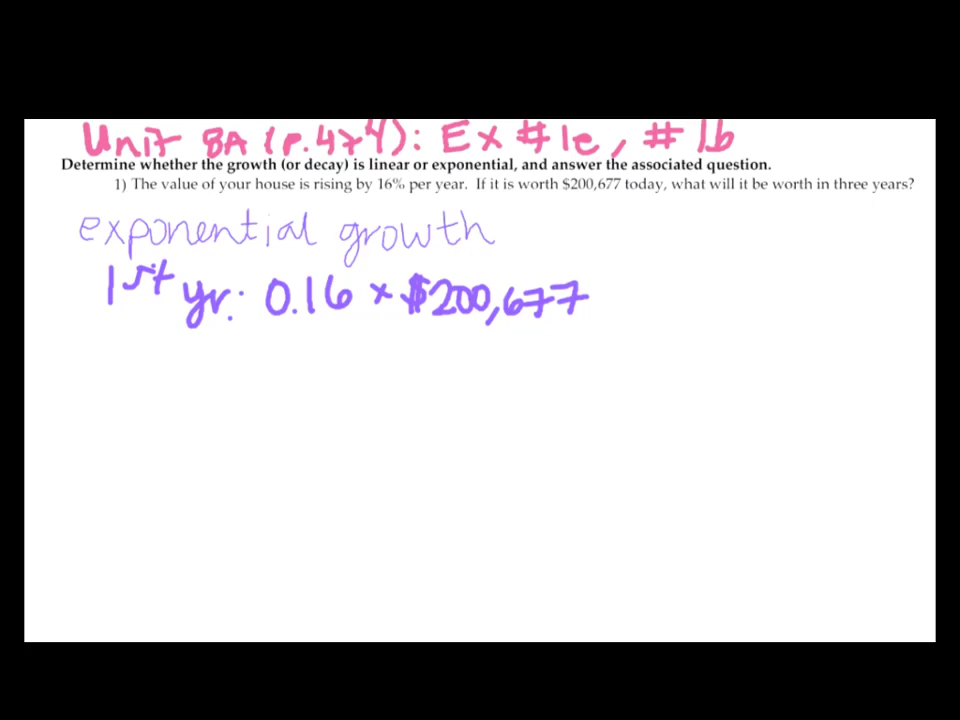 Unit 8A (p.474): Ex #1e, #1b
Determine whether the growth (or decay) is linear or exponential, and answer the associated question.
1) The value of your house is rising by 16% per year. If it is worth $200,677 today, what will it be worth in three years?
exponential growth
1st yr: 0.16 × $200,677